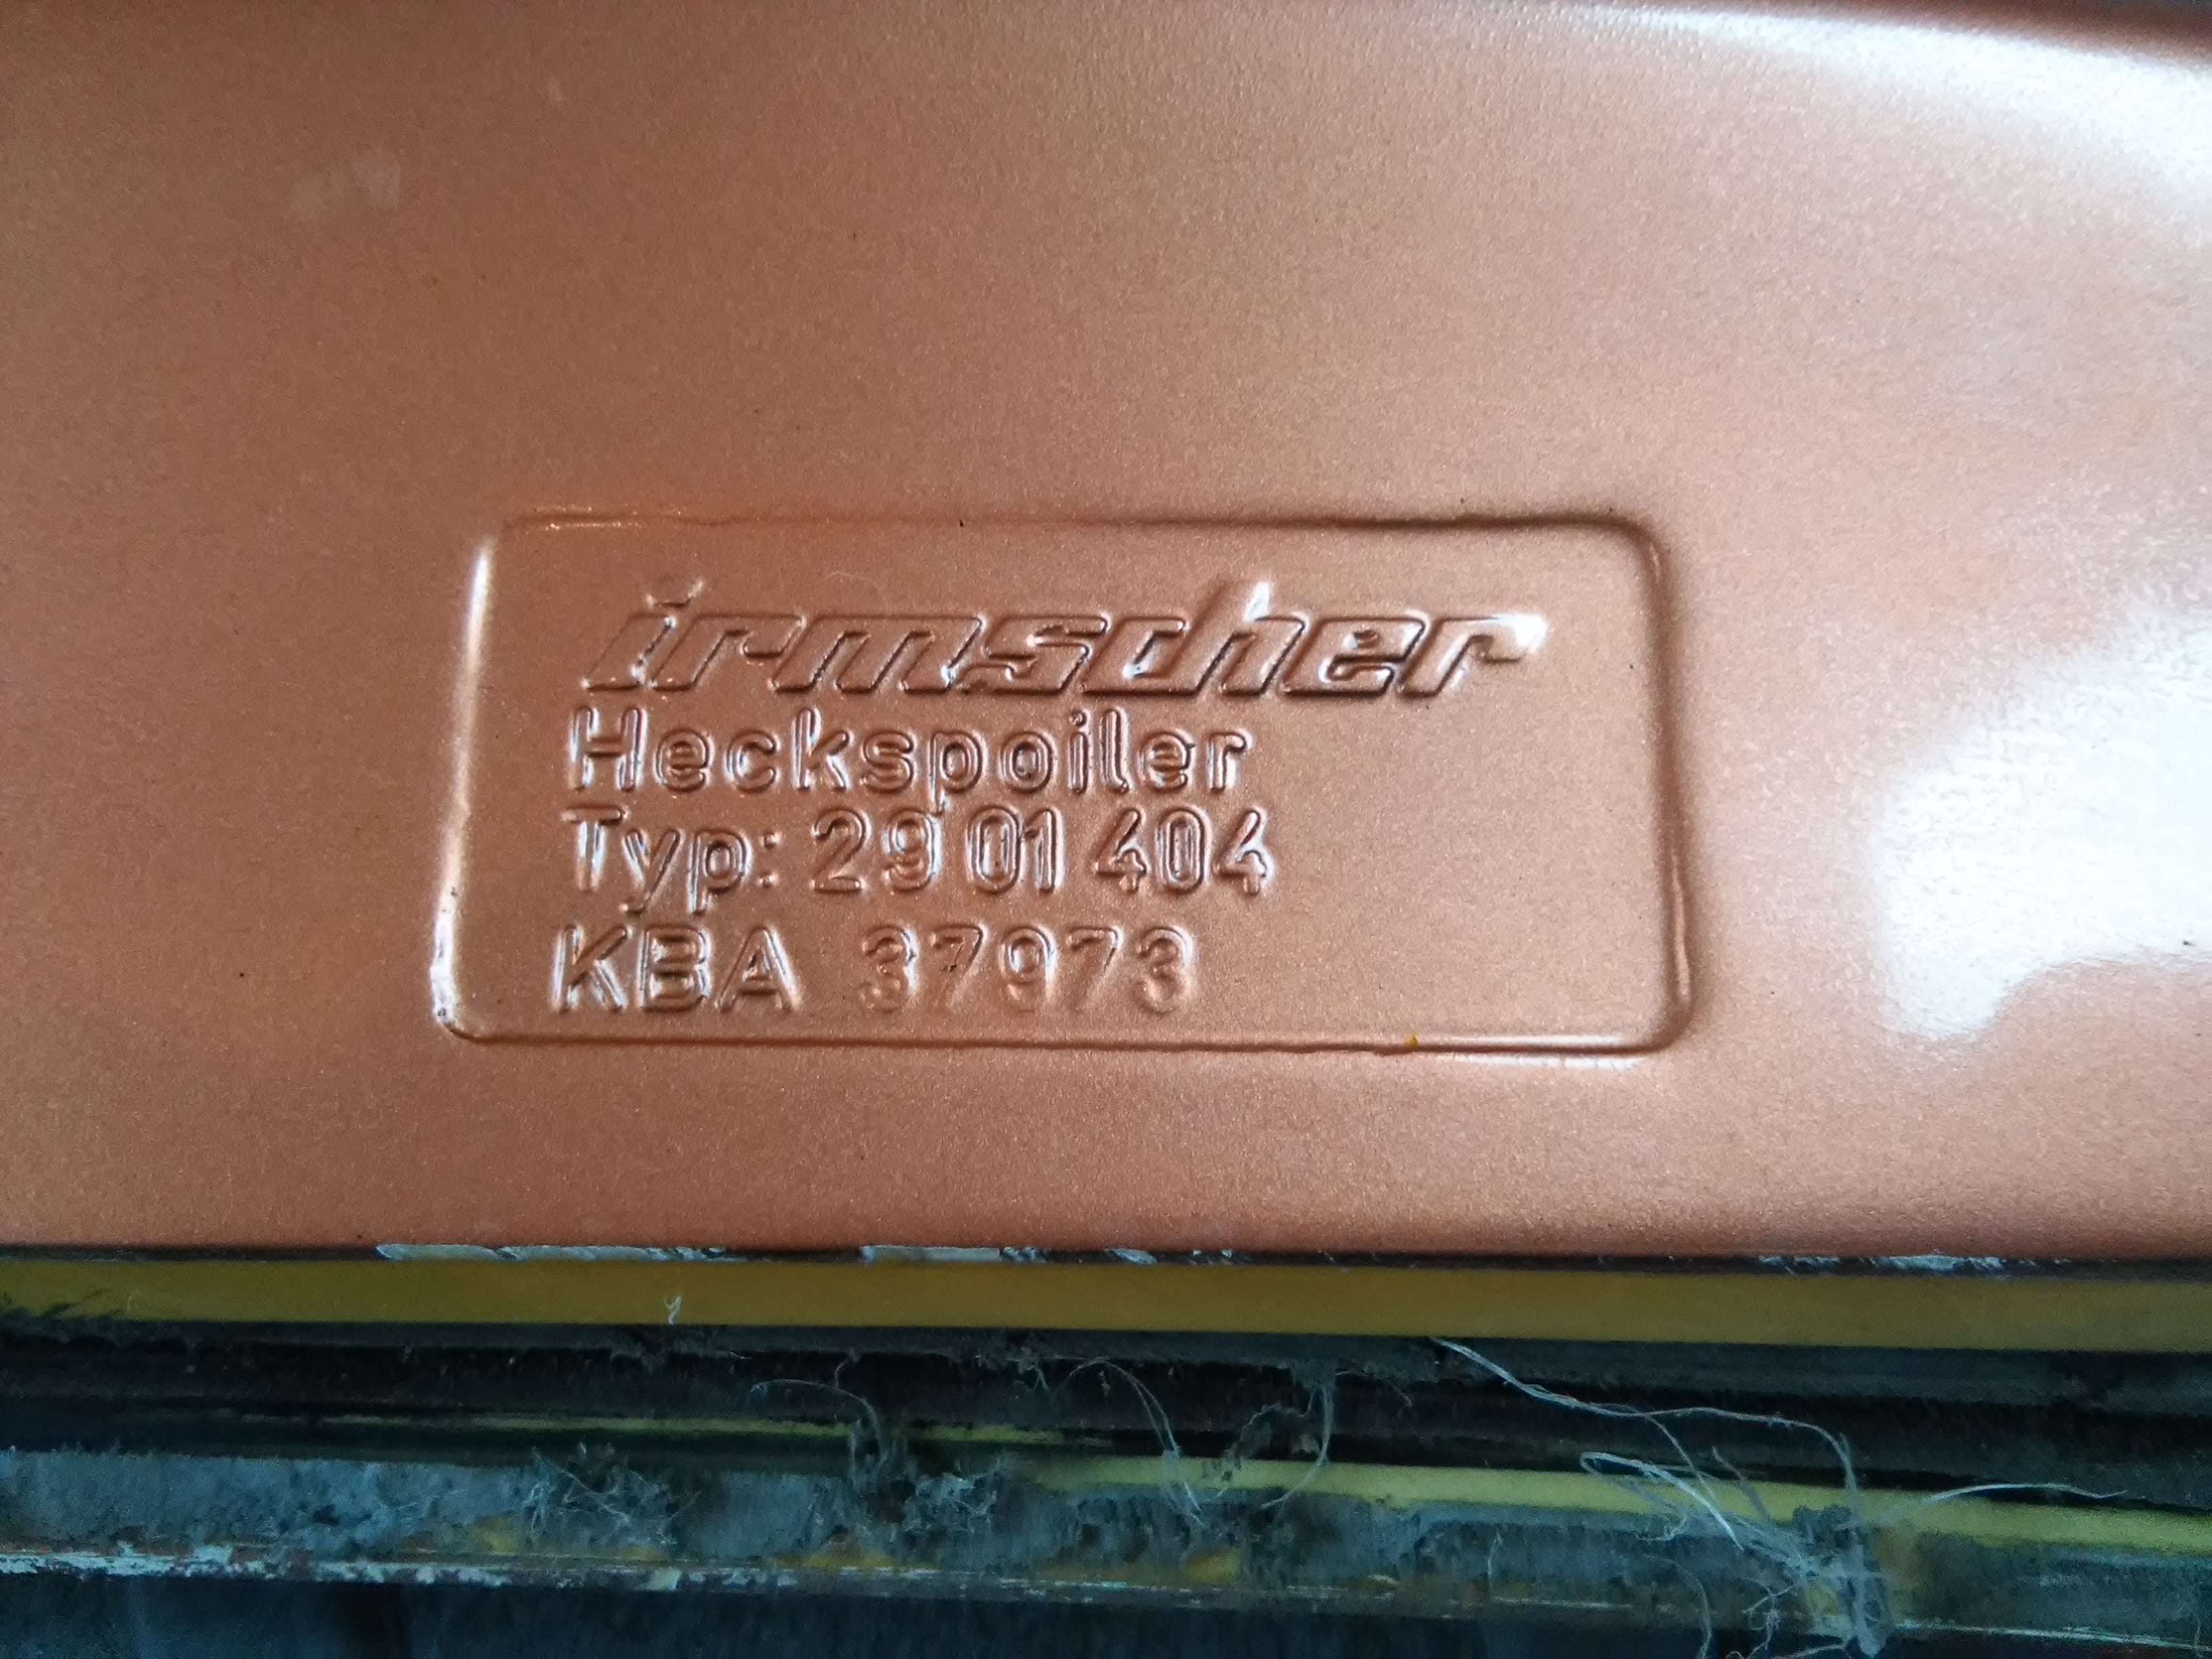 irmscher
Heckspoiler
Typ: 29 01 404
KBA 37973